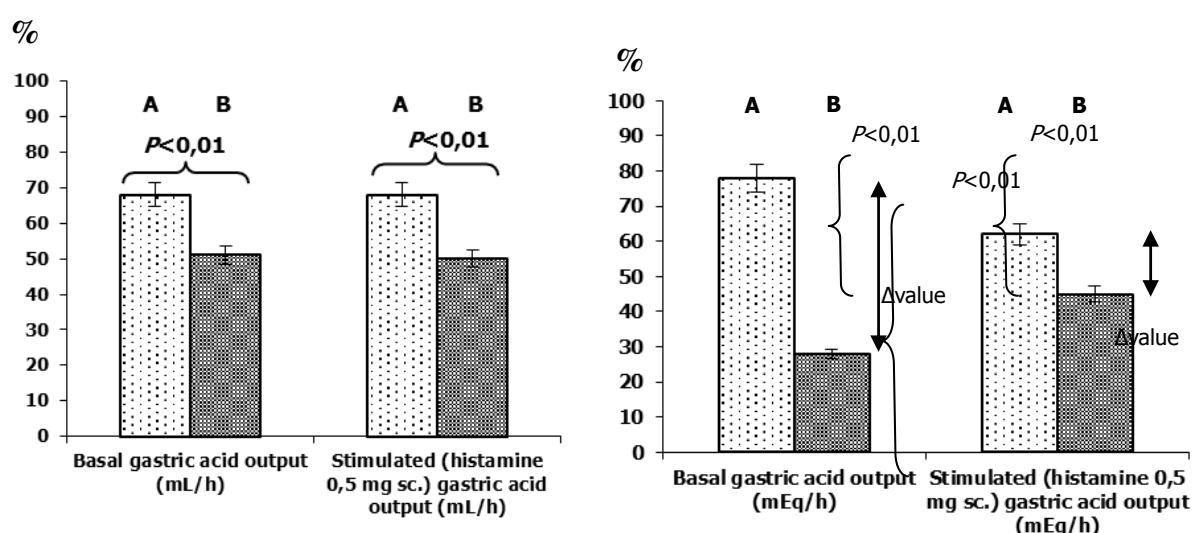 %
100
90
80
70
60
50
40
30
20
10
0
A B
P<0,01
A B
P<0,01
Basal gastric acid output
(mL/h)
Stimulated (histamine
0,5 mg sc.) gastric acid
output (mL/h)
%
100
90
80
70
60
50
40
30
20
10
0
A B
P<0,01
Δvalue
A B
P<0,01
P<0,01
Δvalue
Basal gastric acid output
(mEq/h)
Stimulated (histamine 0,5
mg sc.) gastric acid output
(mEq/h)